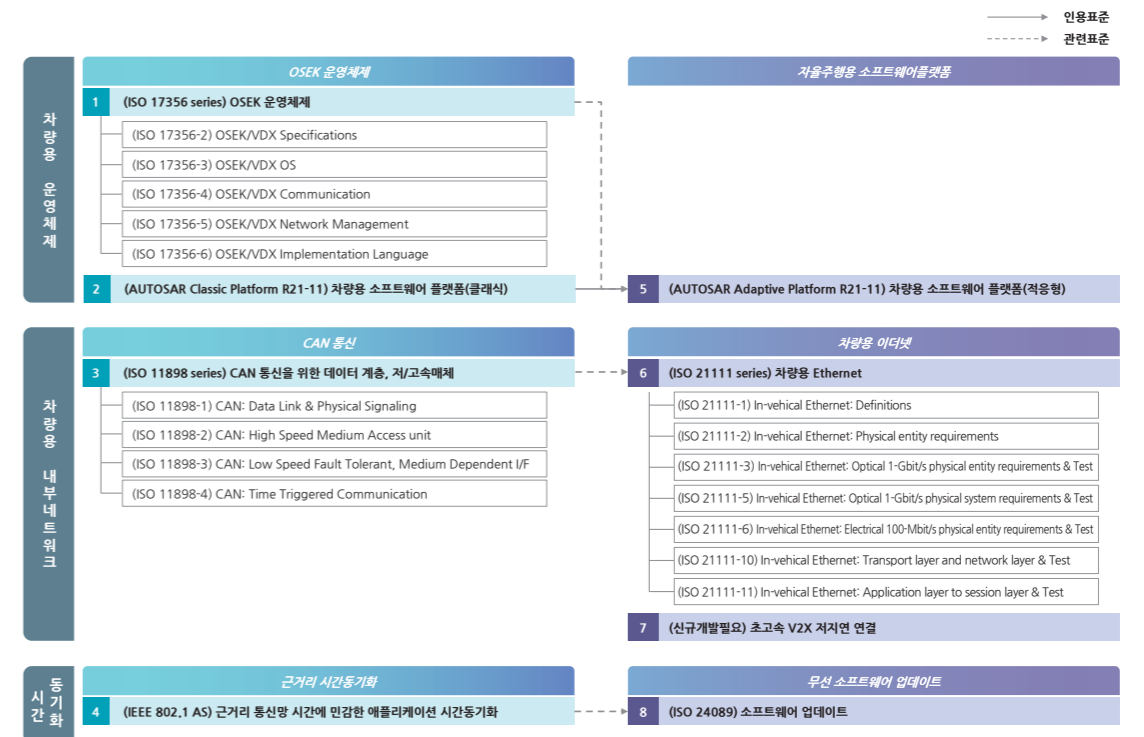 인용표준
관련표준
차량용 운영체제
OSEK 운영체제
1 (ISO 17356 series) OSEK 운영체제
(ISO 17356-2) OSEK/VDX Specifications
(ISO 17356-3) OSEK/VDX OS
(ISO 17356-4) OSEK/VDX Communication
(ISO 17356-5) OSEK/VDX Network Management
(ISO 17356-6) OSEK/VDX Implementation Language
2 (AUTOSAR Classic Platform R21-11) 차량용 소프트웨어 플랫폼(클래식)
자율주행용 소프트웨어플랫폼
5 (AUTOSAR Adaptive Platform R21-11) 차량용 소프트웨어 플랫폼(적응형)
차량용 내부네트워크
CAN 통신
3 (ISO 11898 series) CAN 통신을 위한 데이터 계층, 저/고속매체
(ISO 11898-1) CAN: Data Link & Physical Signaling
(ISO 11898-2) CAN: High Speed Medium Access unit
(ISO 11898-3) CAN: Low Speed Fault Tolerant, Medium Dependent I/F
(ISO 11898-4) CAN: Time Triggered Communication
차량용 이더넷
6 (ISO 21111 series) 차량용 Ethernet
(ISO 21111-1) In-vehical Ethernet: Definitions
(ISO 21111-2) In-vehical Ethernet: Physical entity requirements
(ISO 21111-3) In-vehical Ethernet: Optical 1-Gbit/s physical entity requirements & Test
(ISO 21111-5) In-vehical Ethernet: Optical 1-Gbit/s physical system requirements & Test
(ISO 21111-6) In-vehical Ethernet: Electrical 100-Mbit/s physical entity requirements & Test
(ISO 21111-10) In-vehical Ethernet: Transport layer and network layer & Test
(ISO 21111-11) In-vehical Ethernet: Application layer to session layer & Test
7 (신규개발필요) 초고속 V2X 저지연 연결
시간동기화
근거리 시간동기화
4 (IEEE 802.1 AS) 근거리 통신망 시간에 민감한 애플리케이션 시간동기화
무선 소프트웨어 업데이트
8 (ISO 24089) 소프트웨어 업데이트